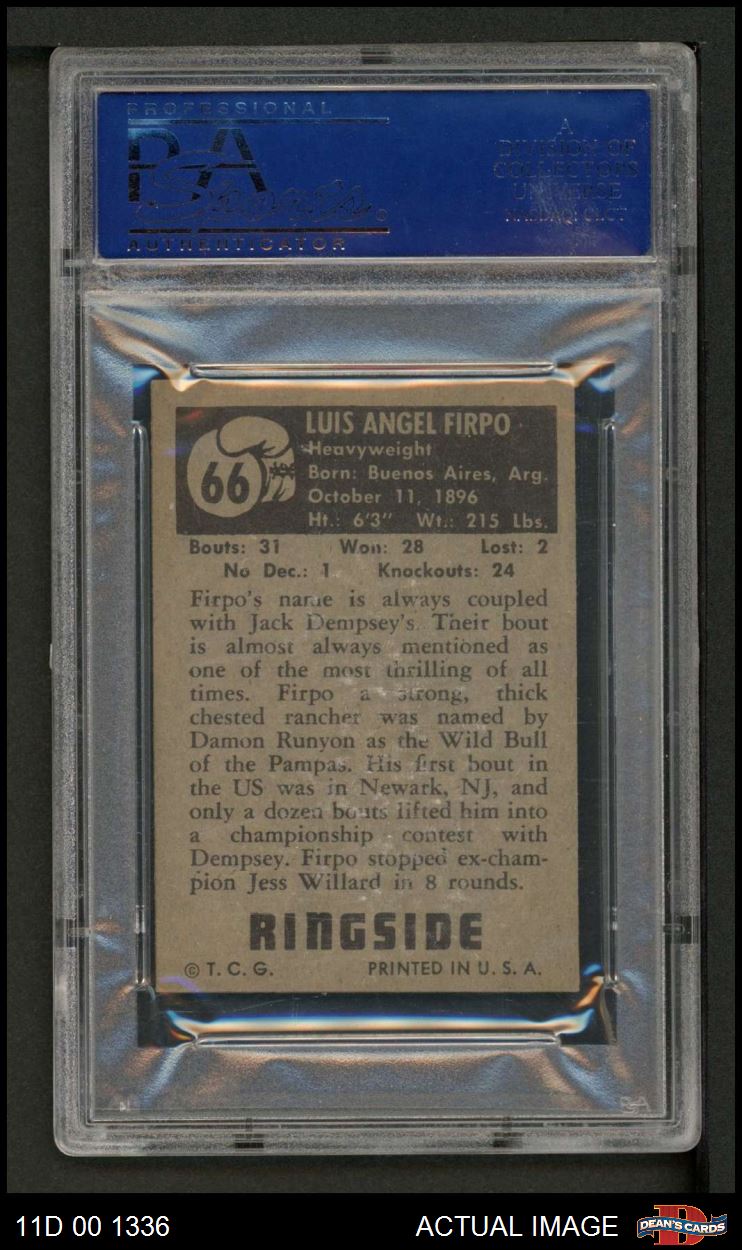 PROFESSIONAL
PSA
AUTHENTICATOR
A
DIVISION OF
COLLECTORS
UNIVERSE
NASDAQ: CLCT
66
LUIS ANGEL FIRPO
Heavyweight
Born: Buenos Aires, Arg.
October 11, 1896
Ht.: 6'3" Wt.: 215 Lbs.
Bouts: 31 Won: 28 Lost: 2
No Dec.: 1 Knockouts: 24
Firpo's name is always coupled
with Jack Dempsey's. Their bout
is almost always mentioned as
one of the most thrilling of all
times. Firpo a strong, thick
chested rancher was named by
Damon Runyon as the Wild Bull
of the Pampas. His first bout in
the US was in Newark, NJ, and
only a dozen bouts lifted him into
a championship contest with
Dempsey. Firpo stopped ex-cham-
pion Jess Willard in 8 rounds.
RINGSIDE
© T. C. G. PRINTED IN U. S. A.
11D 00 1336 ACTUAL IMAGE DEAN'S CARDS